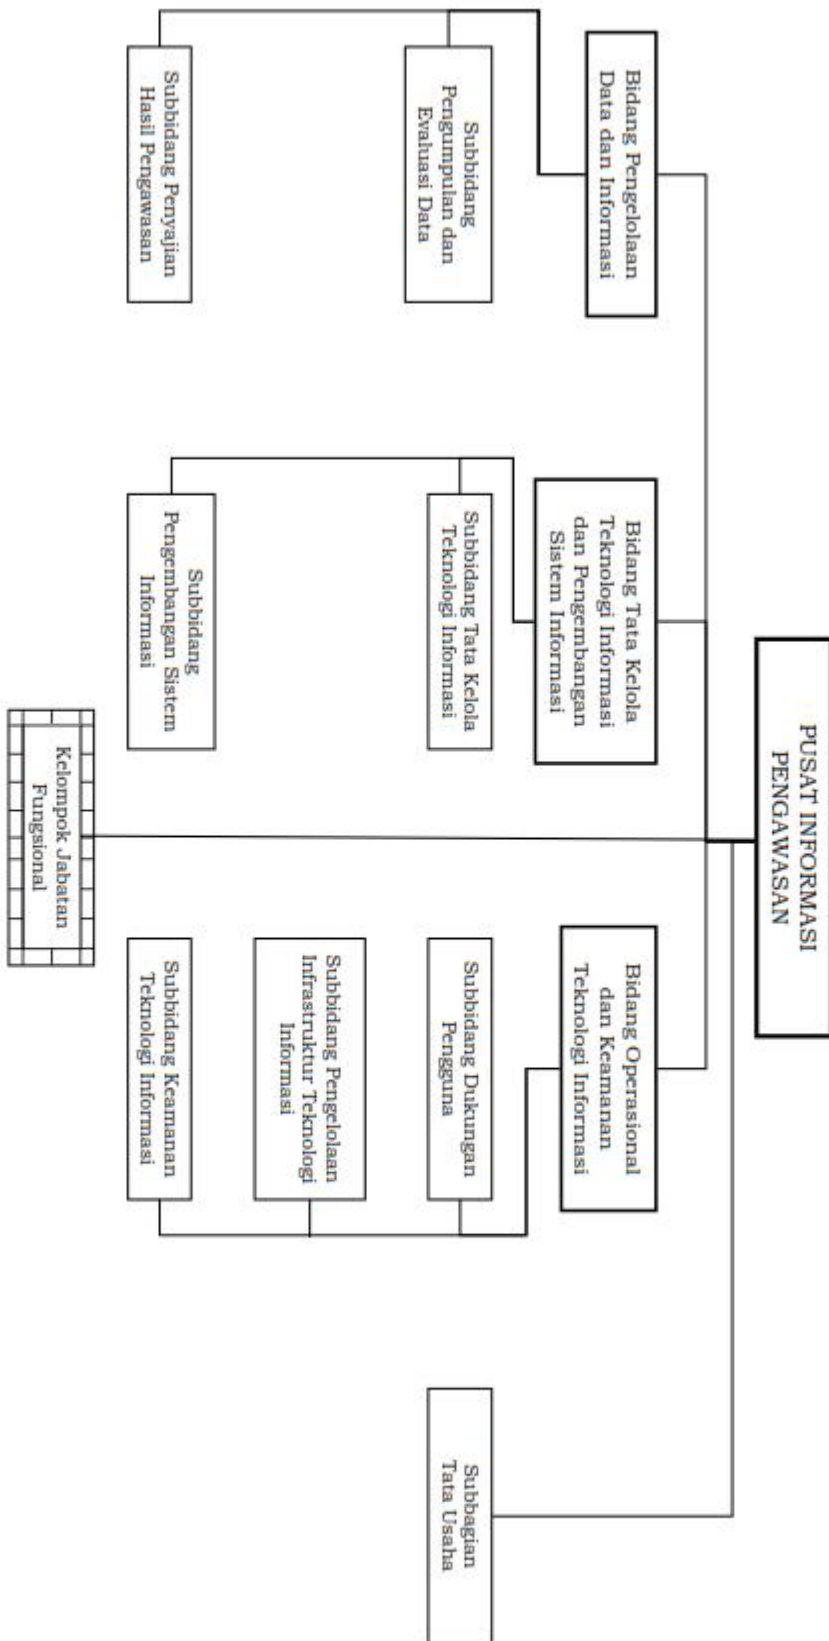 PUSAT INFORMASI
PENGAWASAN
Subbagian
Tata Usaha
Bidang Pengelolaan
Data dan Informasi
Subbidang
Pengumpulan dan
Evaluasi Data
Subbidang Penyajian
Hasil Pengawasan
Bidang Tata Kelola
Teknologi Informasi
dan Pengembangan
Sistem Informasi
Subbidang Tata Kelola
Teknologi Informasi
Subbidang
Pengembangan Sistem
Informasi
Bidang Operasional
dan Keamanan
Teknologi Informasi
Subbidang Dukungan
Pengguna
Subbidang Pengelolaan
Infrastruktur Teknologi
Informasi
Subbidang Keamanan
Teknologi Informasi
Kelompok Jabatan
Fungsional